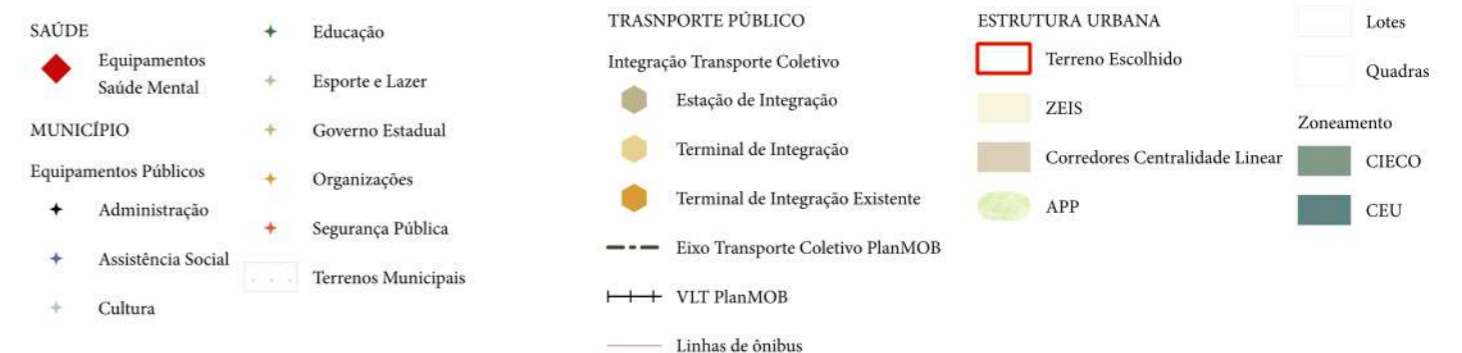 SAÚDE
Equipamentos
Saúde Mental
MUNICÍPIO
Equipamentos Públicos
Administração
Assistência Social
Cultura
Educação
Esporte e Lazer
Governo Estadual
Organizações
Segurança Pública
Terrenos Municipais
TRASNPORTE PÚBLICO
Integração Transporte Coletivo
Estação de Integração
Terminal de Integração
Terminal de Integração Existente
Eixo Transporte Coletivo PlanMOB
VLT PlanMOB
Linhas de ônibus
ESTRUTURA URBANA
Terreno Escolhido
ZEIS
Corredores Centralidade Linear
APP
Lotes
Quadras
Zoneamento
CIECO
CEU